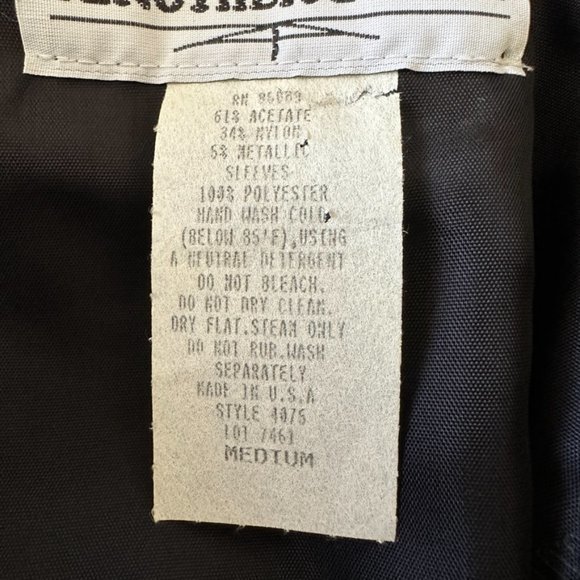 RN 86089
61% ACETATE
34% NYLON
5% METALLIC
SLEEVES
100% POLYESTER
HAND WASH COLD
(BELOW 85'F),USING
A NEUTRAL DETERGENT
DO NOT BLEACH.
DO NOT DRY CLEAN.
DRY FLAT.STEAM ONLY
DO NOT RUB.WASH
SEPARATELY
MADE IN U.S.A
STYLE 4076
LOT 7461
MEDIUM